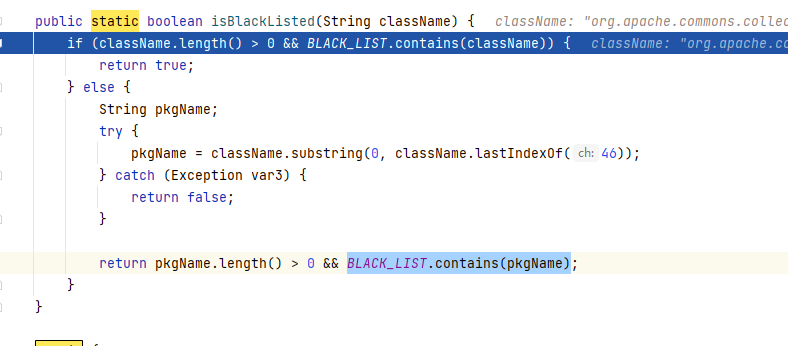 public static boolean isBlackListed(String className) {   className: "org.apache.commons.collec
if (className.length() > 0 && BLACK_LIST.contains(className)) {   className: "org.apache.co
return true;
} else {
String pkgName;
try {
pkgName = className.substring(0, className.lastIndexOf( ch: 46));
} catch (Exception var3) {
return false;
}
return pkgName.length() > 0 && BLACK_LIST.contains(pkgName);
}
}